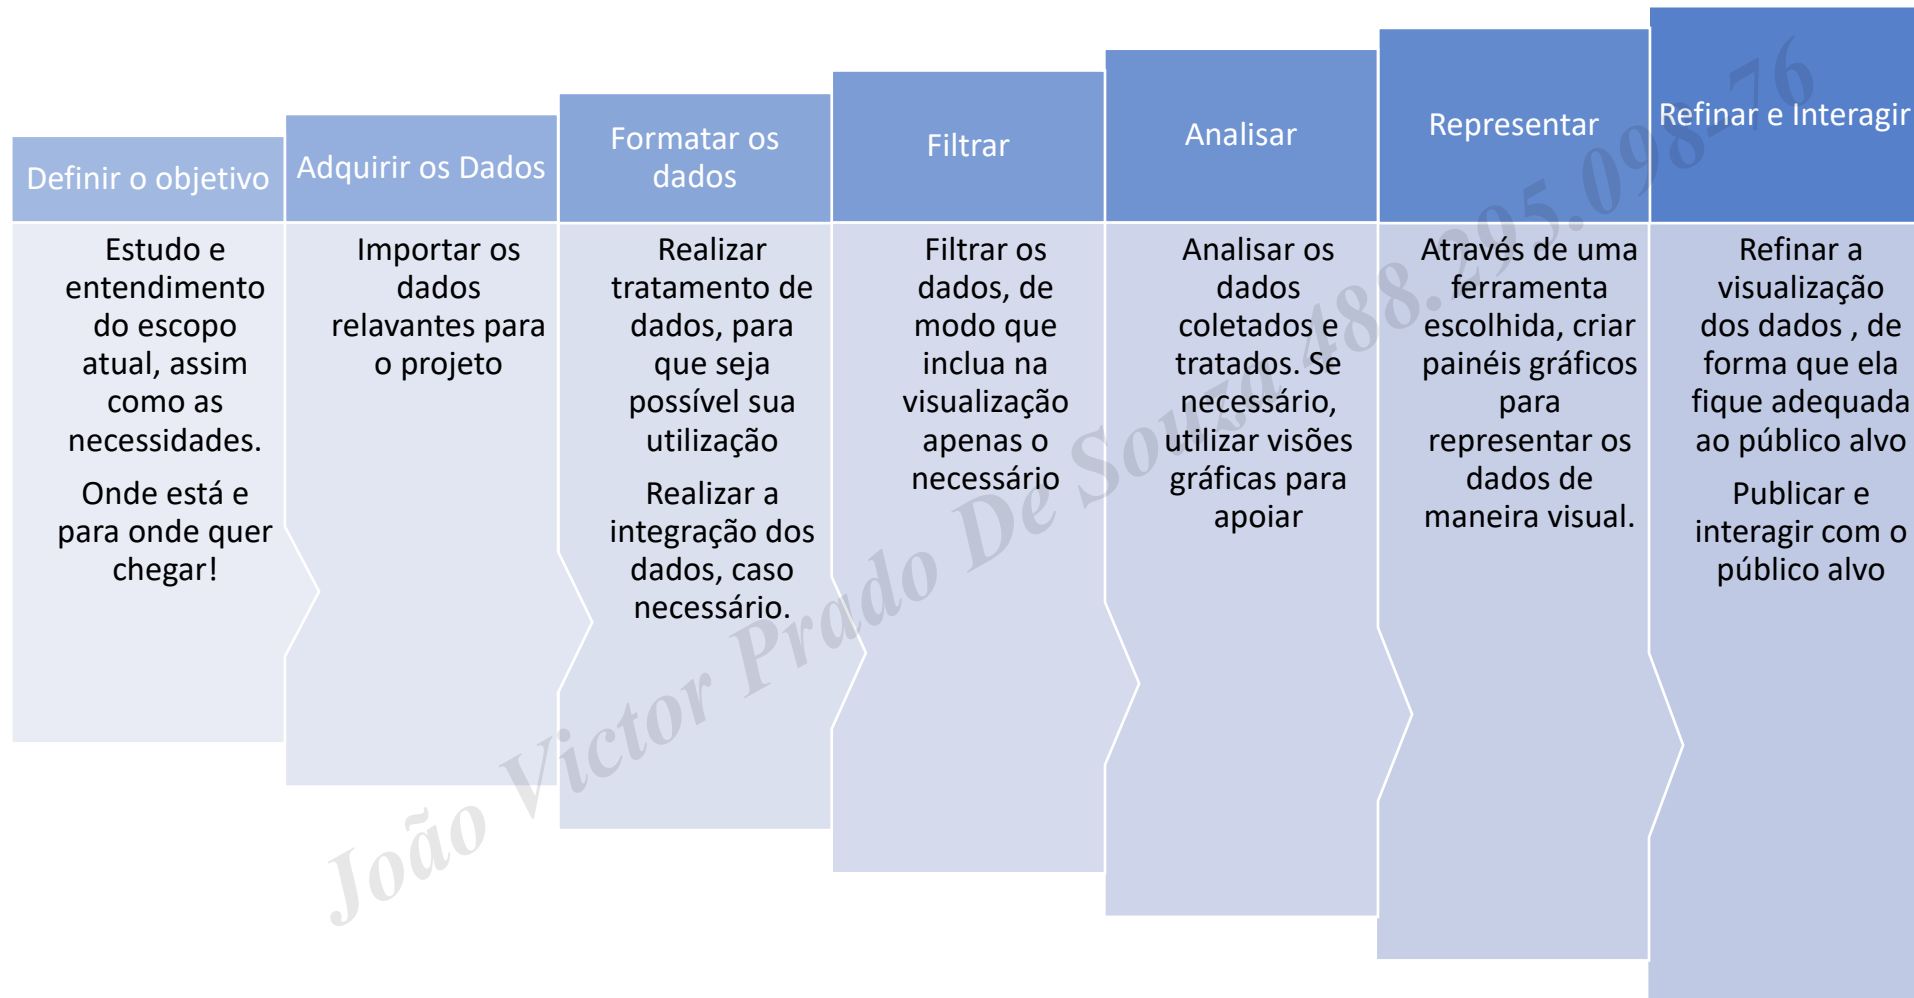 Definir o objetivo
Estudo e
entendimento
do escopo
atual, assim
como as
necessidades.
Onde está e
para onde quer
chegar!
Adquirir os Dados
Importar os
dados
relavantes para
o projeto
Formatar os
dados
Realizar
tratamento de
dados, para
que seja
possível sua
utilização
Realizar a
integração dos
dados, caso
necessário.
Filtrar
Filtrar os
dados, de
modo que
inclua na
visualização
apenas o
necessário
Analisar
Analisar os
dados
coletados e
tratados. Se
necessário,
utilizar visões
gráficas para
apoiar
Representar
Através de uma
ferramenta
escolhida, criar
painéis gráficos
para
representar os
dados de
maneira visual.
Refinar e Interagir
Refinar a
visualização
dos dados , de
forma que ela
fique adequada
ao público alvo
Publicar e
interagir com o
público alvo
João Victor Prado De Souza 488.295.098-76